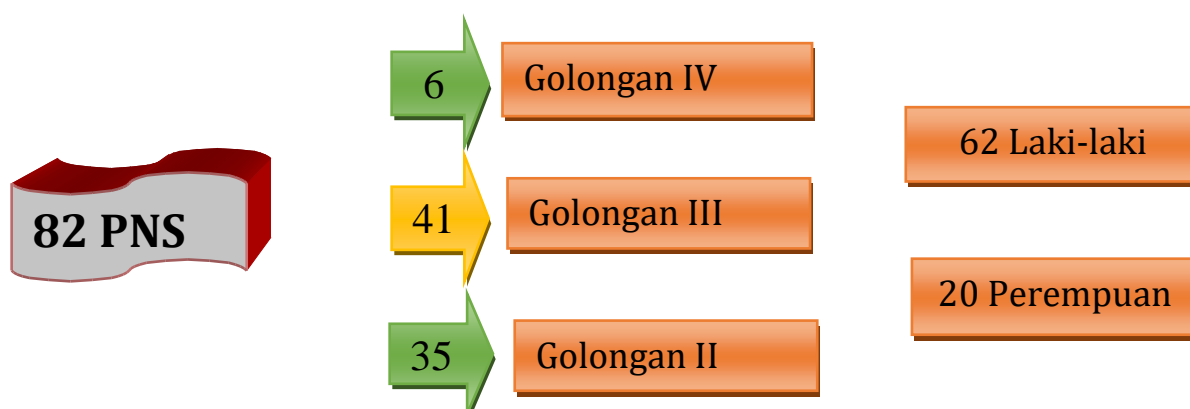 82 PNS
6
Golongan IV
41
Golongan III
35
Golongan II
62 Laki-laki
20 Perempuan